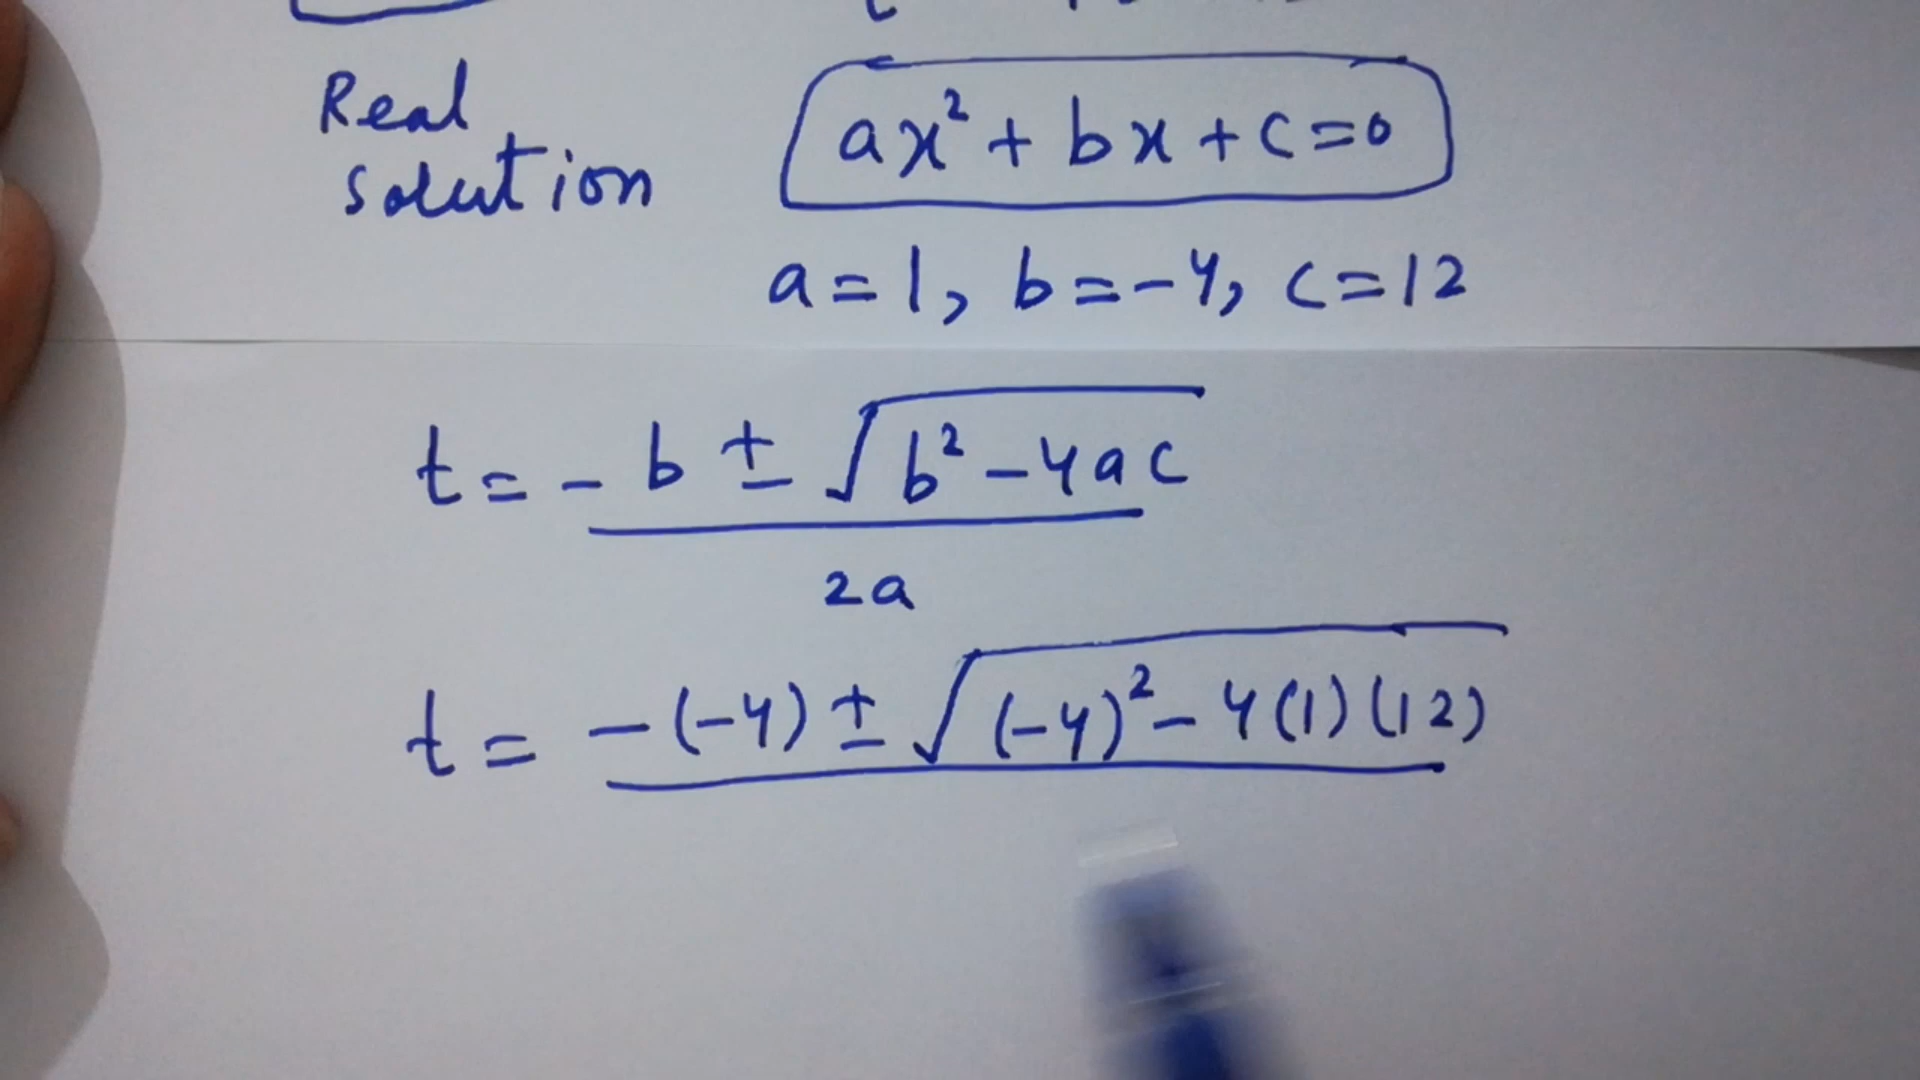 Real
solution
ax² + bx + c = 0
a = 1, b = -4, c = 12
t = -b ± √b² - 4ac
2a
t = -(-4) ± √(-4)² - 4(1)(12)